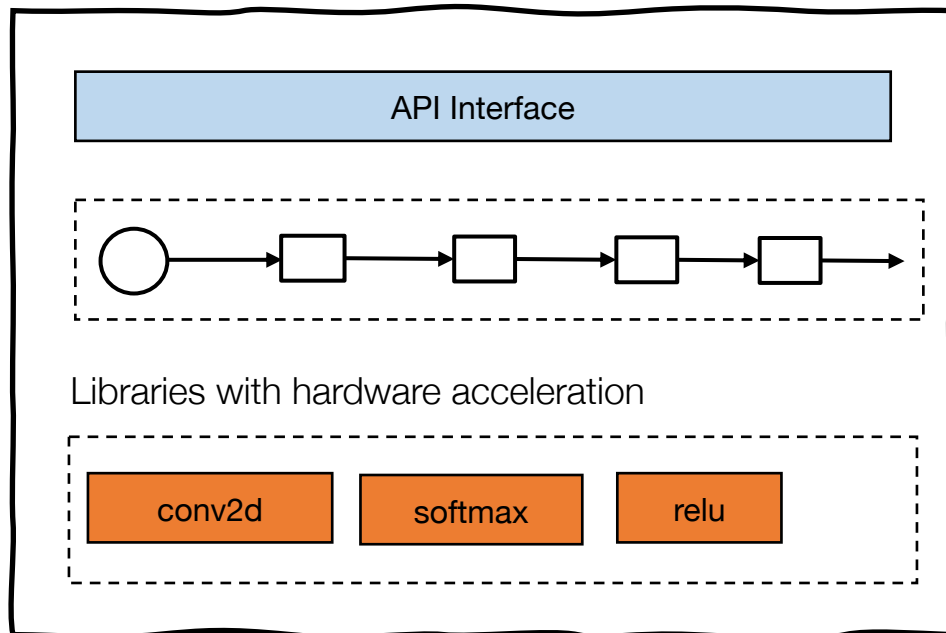 API Interface
Libraries with hardware acceleration
conv2d
softmax
relu